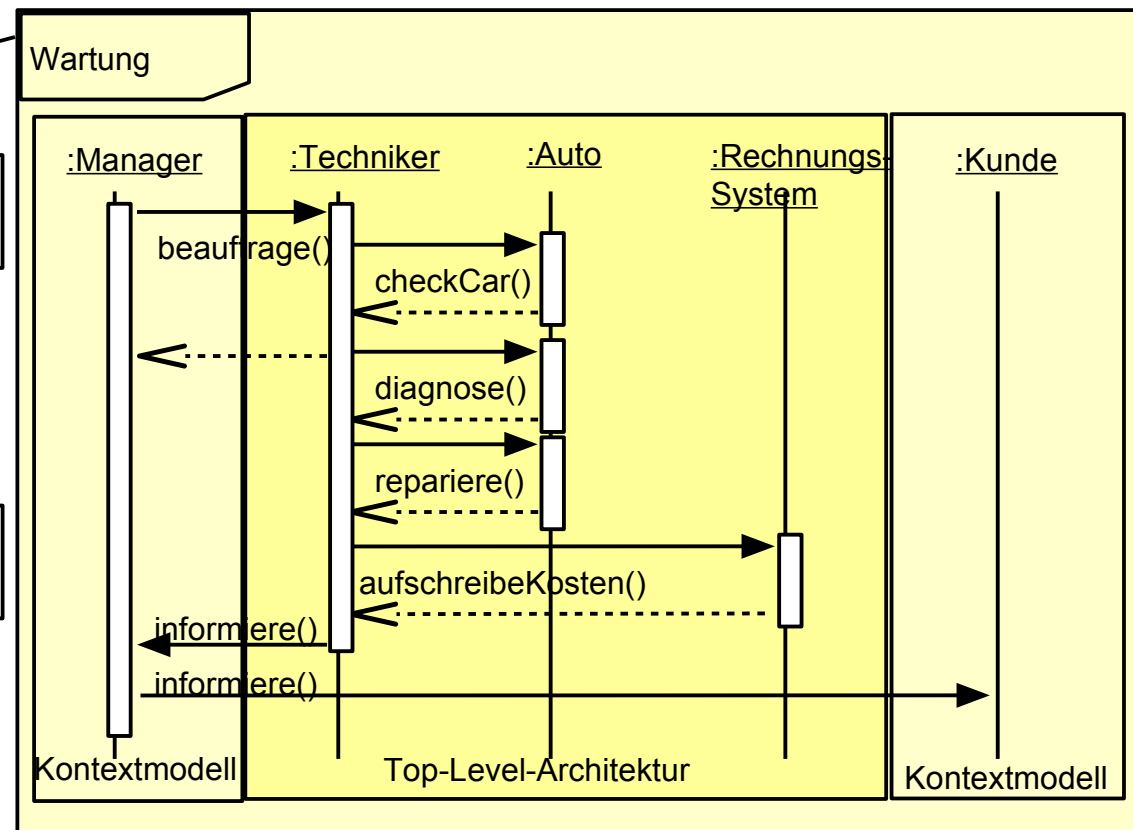 Wartung
:Manager
:Techniker
:Auto
:Rechnungs-
System
:Kunde
beauftrage()
checkCar()
diagnose()
repariere()
aufschreibeKosten()
informiere()
informiere()
Kontextmodell
Top-Level-Architektur
Kontextmodell